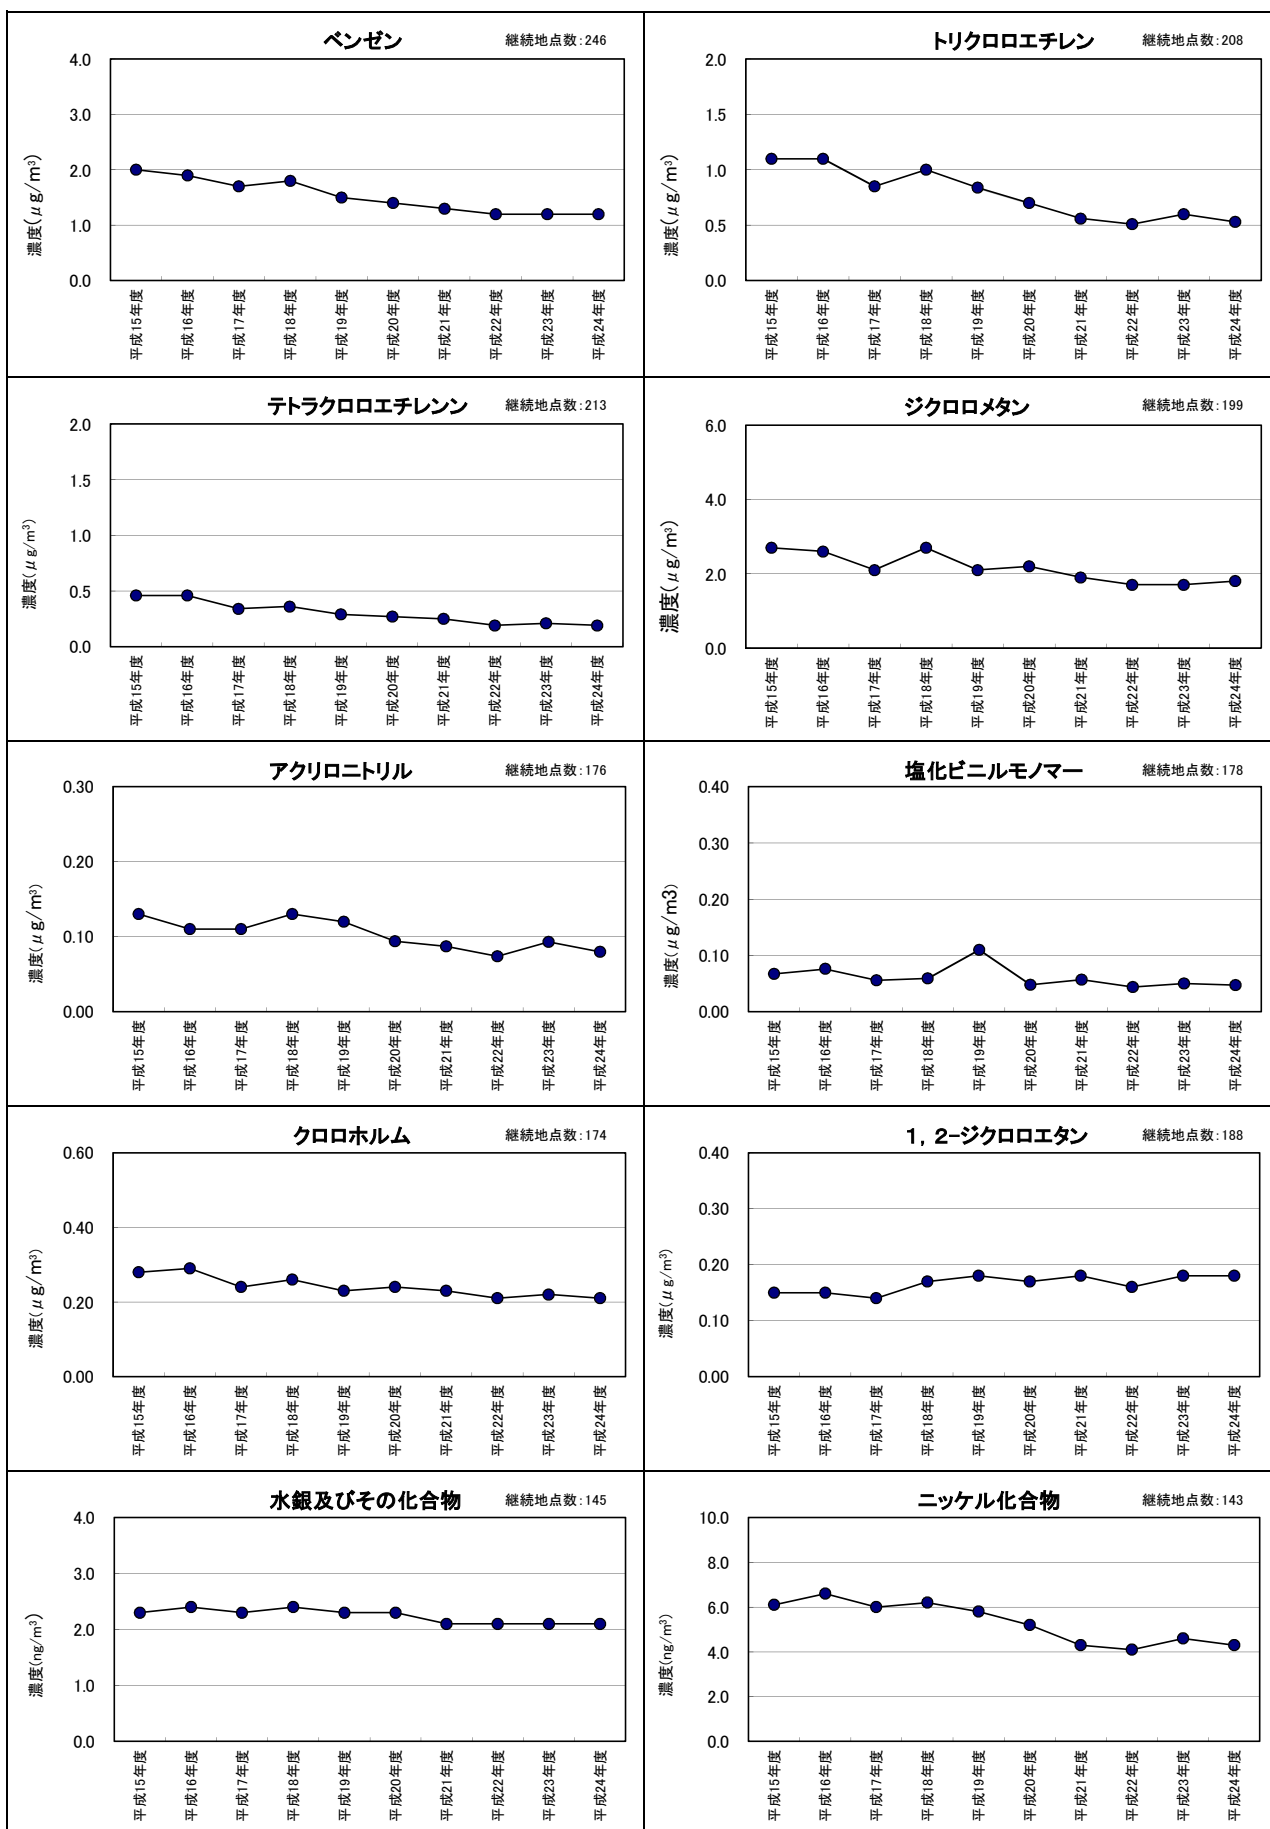 ベンゼン 継続地点数：246
4.0
3.0
2.0
1.0
0.0
濃度(μg/m³)
平成15年度
平成16年度
平成17年度
平成18年度
平成19年度
平成20年度
平成21年度
平成22年度
平成23年度
平成24年度
トリクロロエチレン 継続地点数：208
2.0
1.5
1.0
0.5
0.0
濃度(μg/m³)
平成15年度
平成16年度
平成17年度
平成18年度
平成19年度
平成20年度
平成21年度
平成22年度
平成23年度
平成24年度
テトラクロロエチレンン 継続地点数：213
2.0
1.5
1.0
0.5
0.0
濃度(μg/m³)
平成15年度
平成16年度
平成17年度
平成18年度
平成19年度
平成20年度
平成21年度
平成22年度
平成23年度
平成24年度
ジクロロメタン 継続地点数：199
6.0
4.0
2.0
0.0
濃度(μg/m³)
平成15年度
平成16年度
平成17年度
平成18年度
平成19年度
平成20年度
平成21年度
平成22年度
平成23年度
平成24年度
アクリロニトリル 継続地点数：176
0.30
0.20
0.10
0.00
濃度(μg/m³)
平成15年度
平成16年度
平成17年度
平成18年度
平成19年度
平成20年度
平成21年度
平成22年度
平成23年度
平成24年度
塩化ビニルモノマー 継続地点数：178
0.40
0.30
0.20
0.10
0.00
濃度(μg/m3)
平成15年度
平成16年度
平成17年度
平成18年度
平成19年度
平成20年度
平成21年度
平成22年度
平成23年度
平成24年度
クロロホルム 継続地点数：174
0.60
0.40
0.20
0.00
濃度(μg/m³)
平成15年度
平成16年度
平成17年度
平成18年度
平成19年度
平成20年度
平成21年度
平成22年度
平成23年度
平成24年度
１，２−ジクロロエタン 継続地点数：188
0.40
0.30
0.20
0.10
0.00
濃度(μg/m³)
平成15年度
平成16年度
平成17年度
平成18年度
平成19年度
平成20年度
平成21年度
平成22年度
平成23年度
平成24年度
水銀及びその化合物 継続地点数：145
4.0
3.0
2.0
1.0
0.0
濃度(ng/m³)
平成15年度
平成16年度
平成17年度
平成18年度
平成19年度
平成20年度
平成21年度
平成22年度
平成23年度
平成24年度
ニッケル化合物 継続地点数：143
10.0
8.0
6.0
4.0
2.0
0.0
濃度(ng/m³)
平成15年度
平成16年度
平成17年度
平成18年度
平成19年度
平成20年度
平成21年度
平成22年度
平成23年度
平成24年度